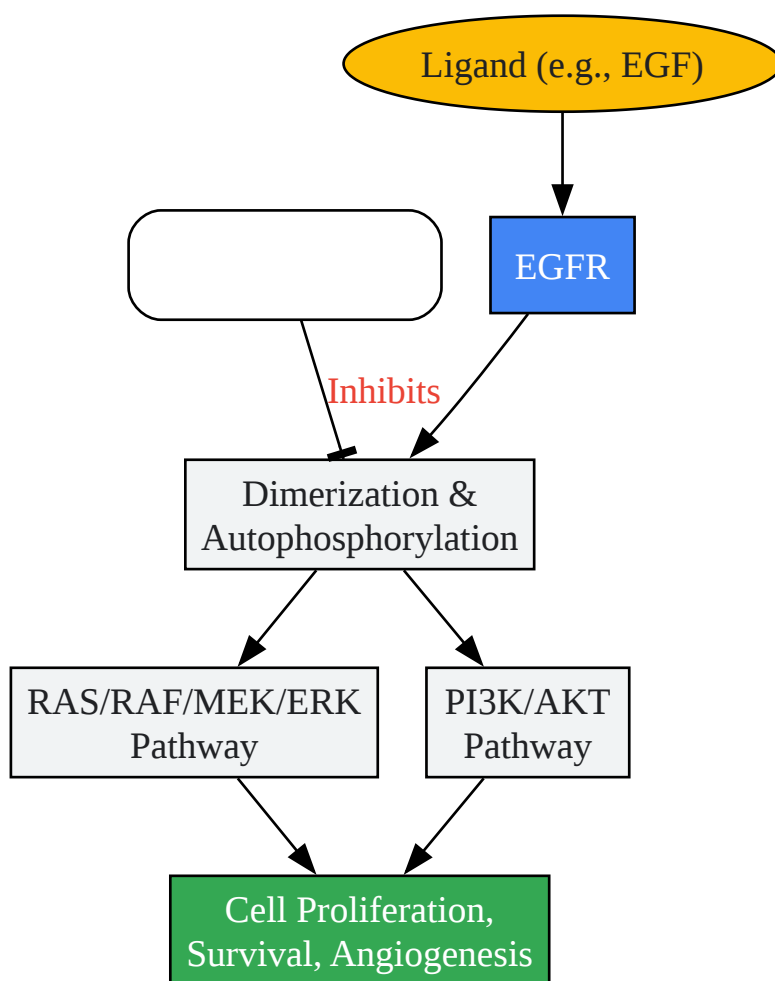 Ligand (e.g., EGF)
EGFR
Inhibits
Dimerization &
Autophosphorylation
RAS/RAF/MEK/ERK
Pathway
PI3K/AKT
Pathway
Cell Proliferation,
Survival, Angiogenesis